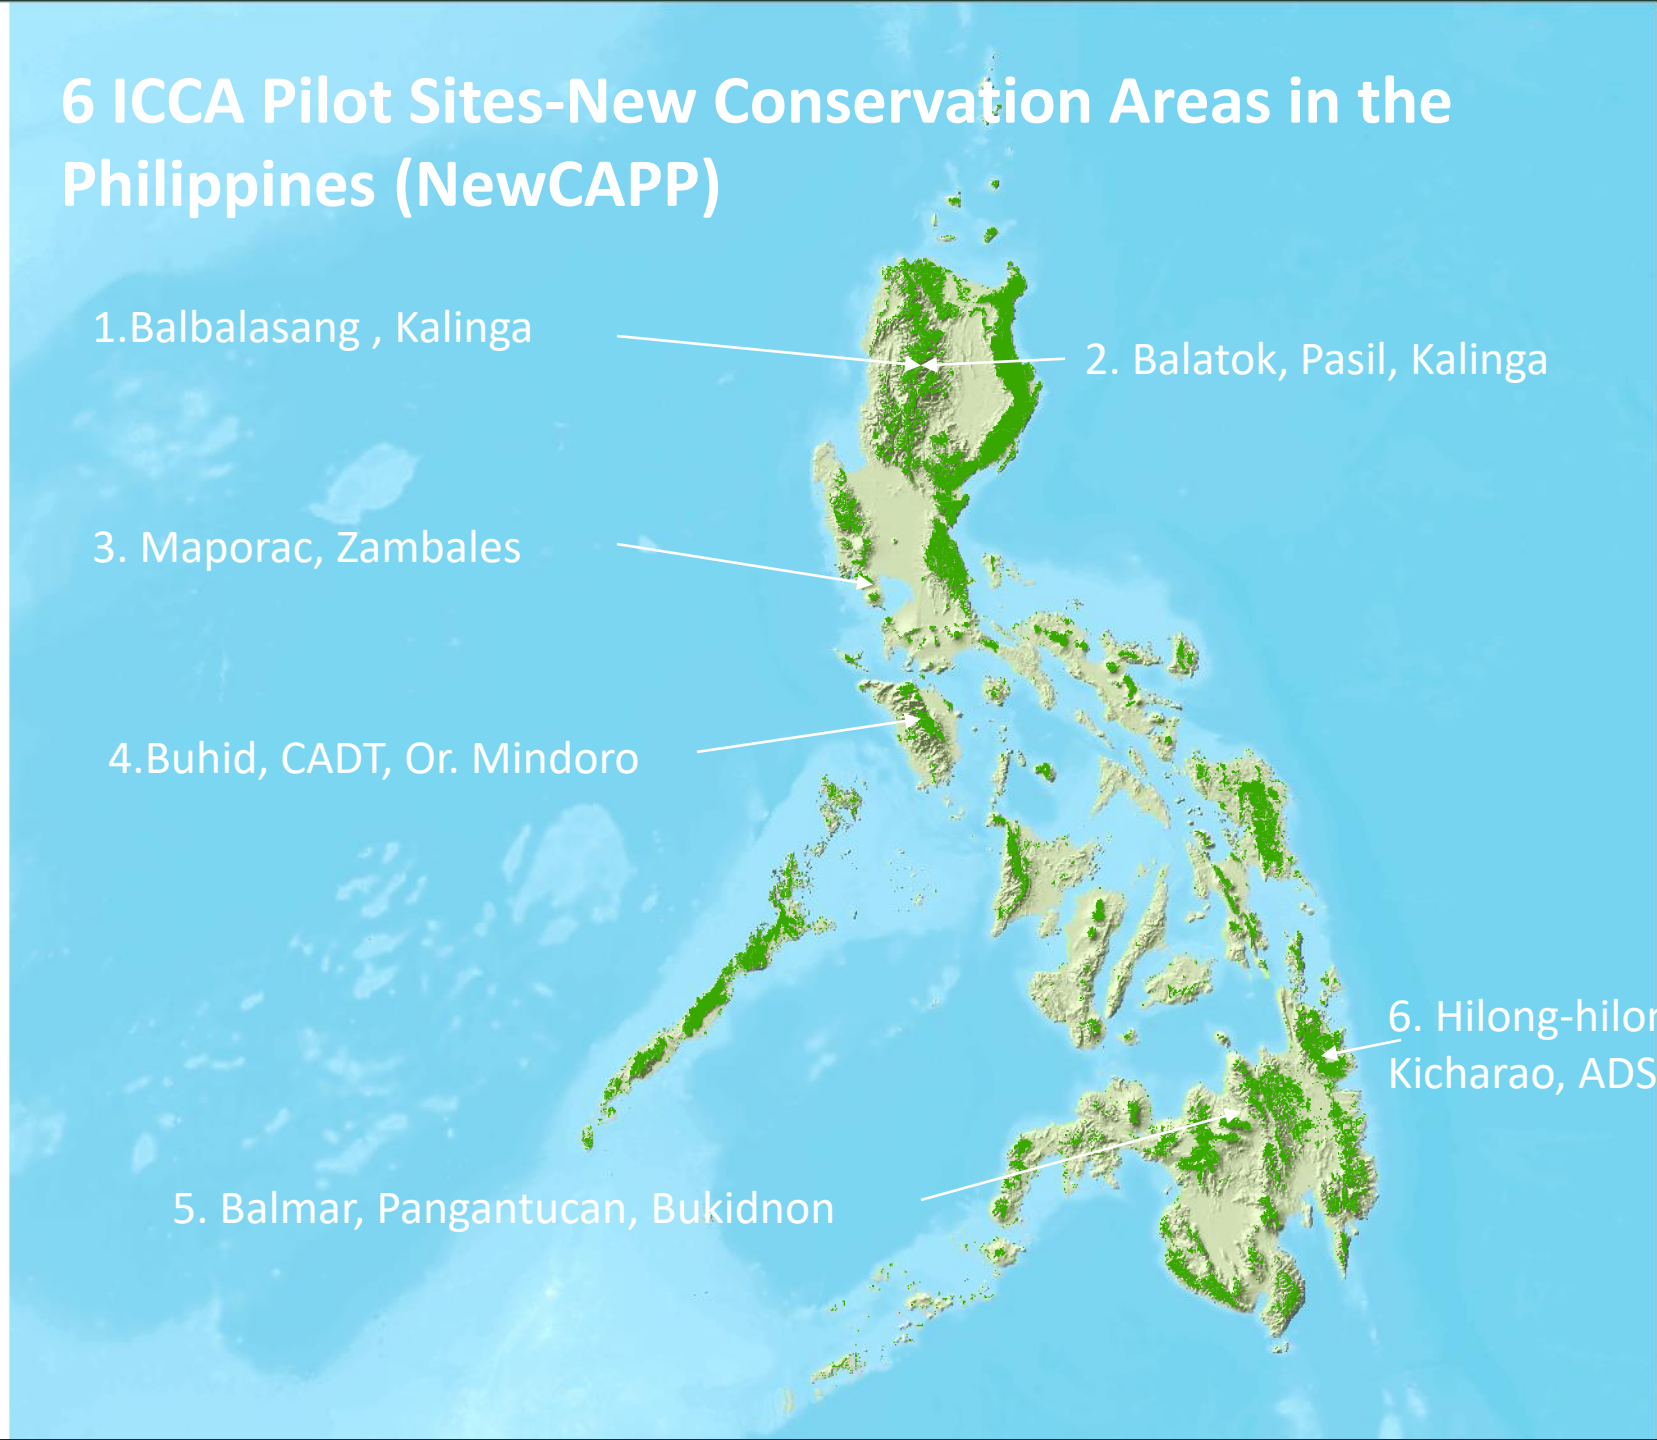 6 ICCA Pilot Sites-New Conservation Areas in the
Philippines (NewCAPP)
1.Balbalasang , Kalinga
2. Balatok, Pasil, Kalinga
3. Maporac, Zambales
4.Buhid, CADT, Or. Mindoro
6. Hilong-hilon
Kicharao, ADS
5. Balmar, Pangantucan, Bukidnon